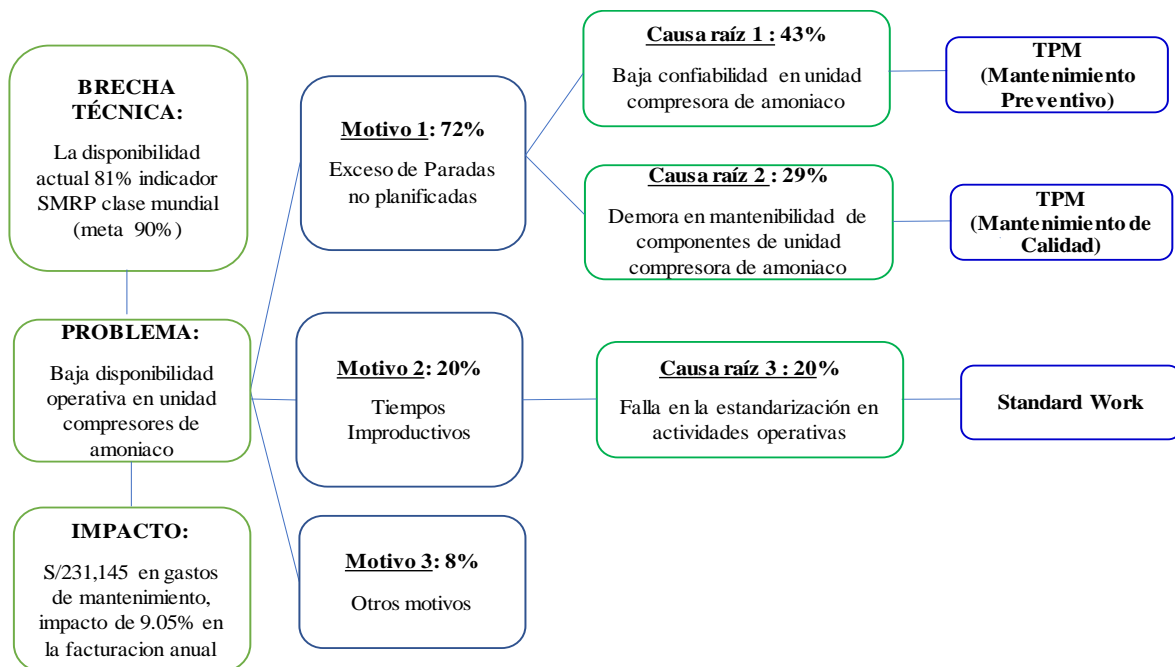 BRECHA
TÉCNICA:
La disponibilidad
actual 81% indicador
SMRP clase mundial
(meta 90%)
PROBLEMA:
Baja disponibilidad
operativa en unidad
compresores de
amoniaco
IMPACTO:
S/231,145 en gastos
de mantenimiento,
impacto de 9.05% en
la facturacion anual
Motivo 1: 72%
Exceso de Paradas
no planificadas
Motivo 2: 20%
Tiempos
Improductivos
Motivo 3: 8%
Otros motivos
Causa raíz 1 : 43%
Baja confiabilidad en unidad
compresora de amoniaco
Causa raíz 2 : 29%
Demora en mantenibilidad de
componentes de unidad
compresora de amoniaco
Causa raíz 3 : 20%
Falla en la estandarización en
actividades operativas
TPM
(Mantenimiento
Preventivo)
TPM
(Mantenimiento de
Calidad)
Standard Work